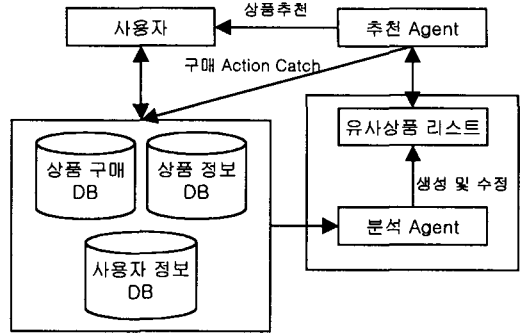 상품추천
사용자
추천 Agent
구매 Action Catch
유사상품 리스트
상품 구매
DB
상품 정보
DB
생성 및 수정
분석 Agent
사용자 정보
DB